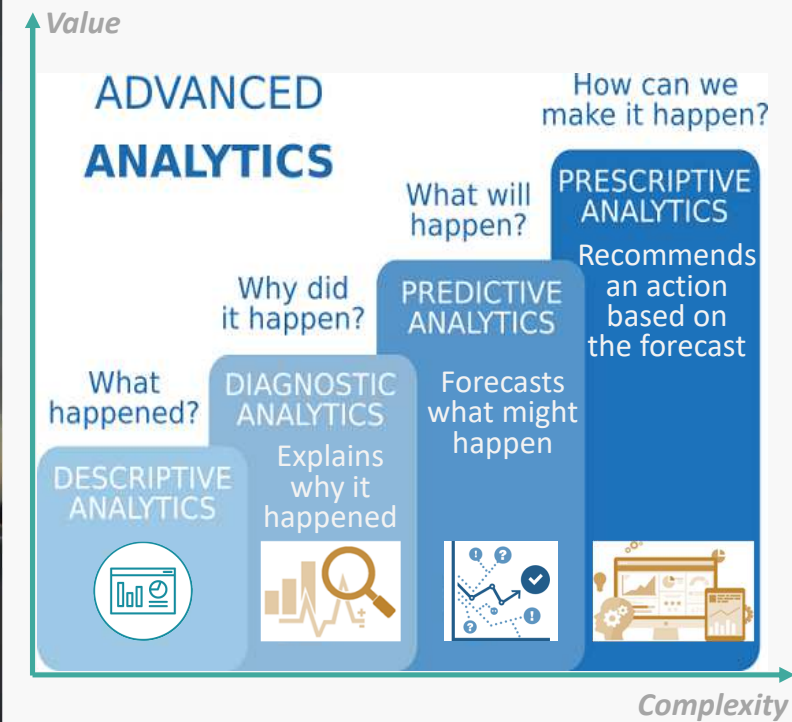 Value
ADVANCED
ANALYTICS
How can we
make it happen?
PRESCRIPTIVE
ANALYTICS
Recommends
an action
based on
the forecast
What will
happen?
PREDICTIVE
ANALYTICS
Forecasts
what might
happen
Why did
it happen?
DIAGNOSTIC
ANALYTICS
Explains
why it
happened
What
happened?
DESCRIPTIVE
ANALYTICS
Complexity